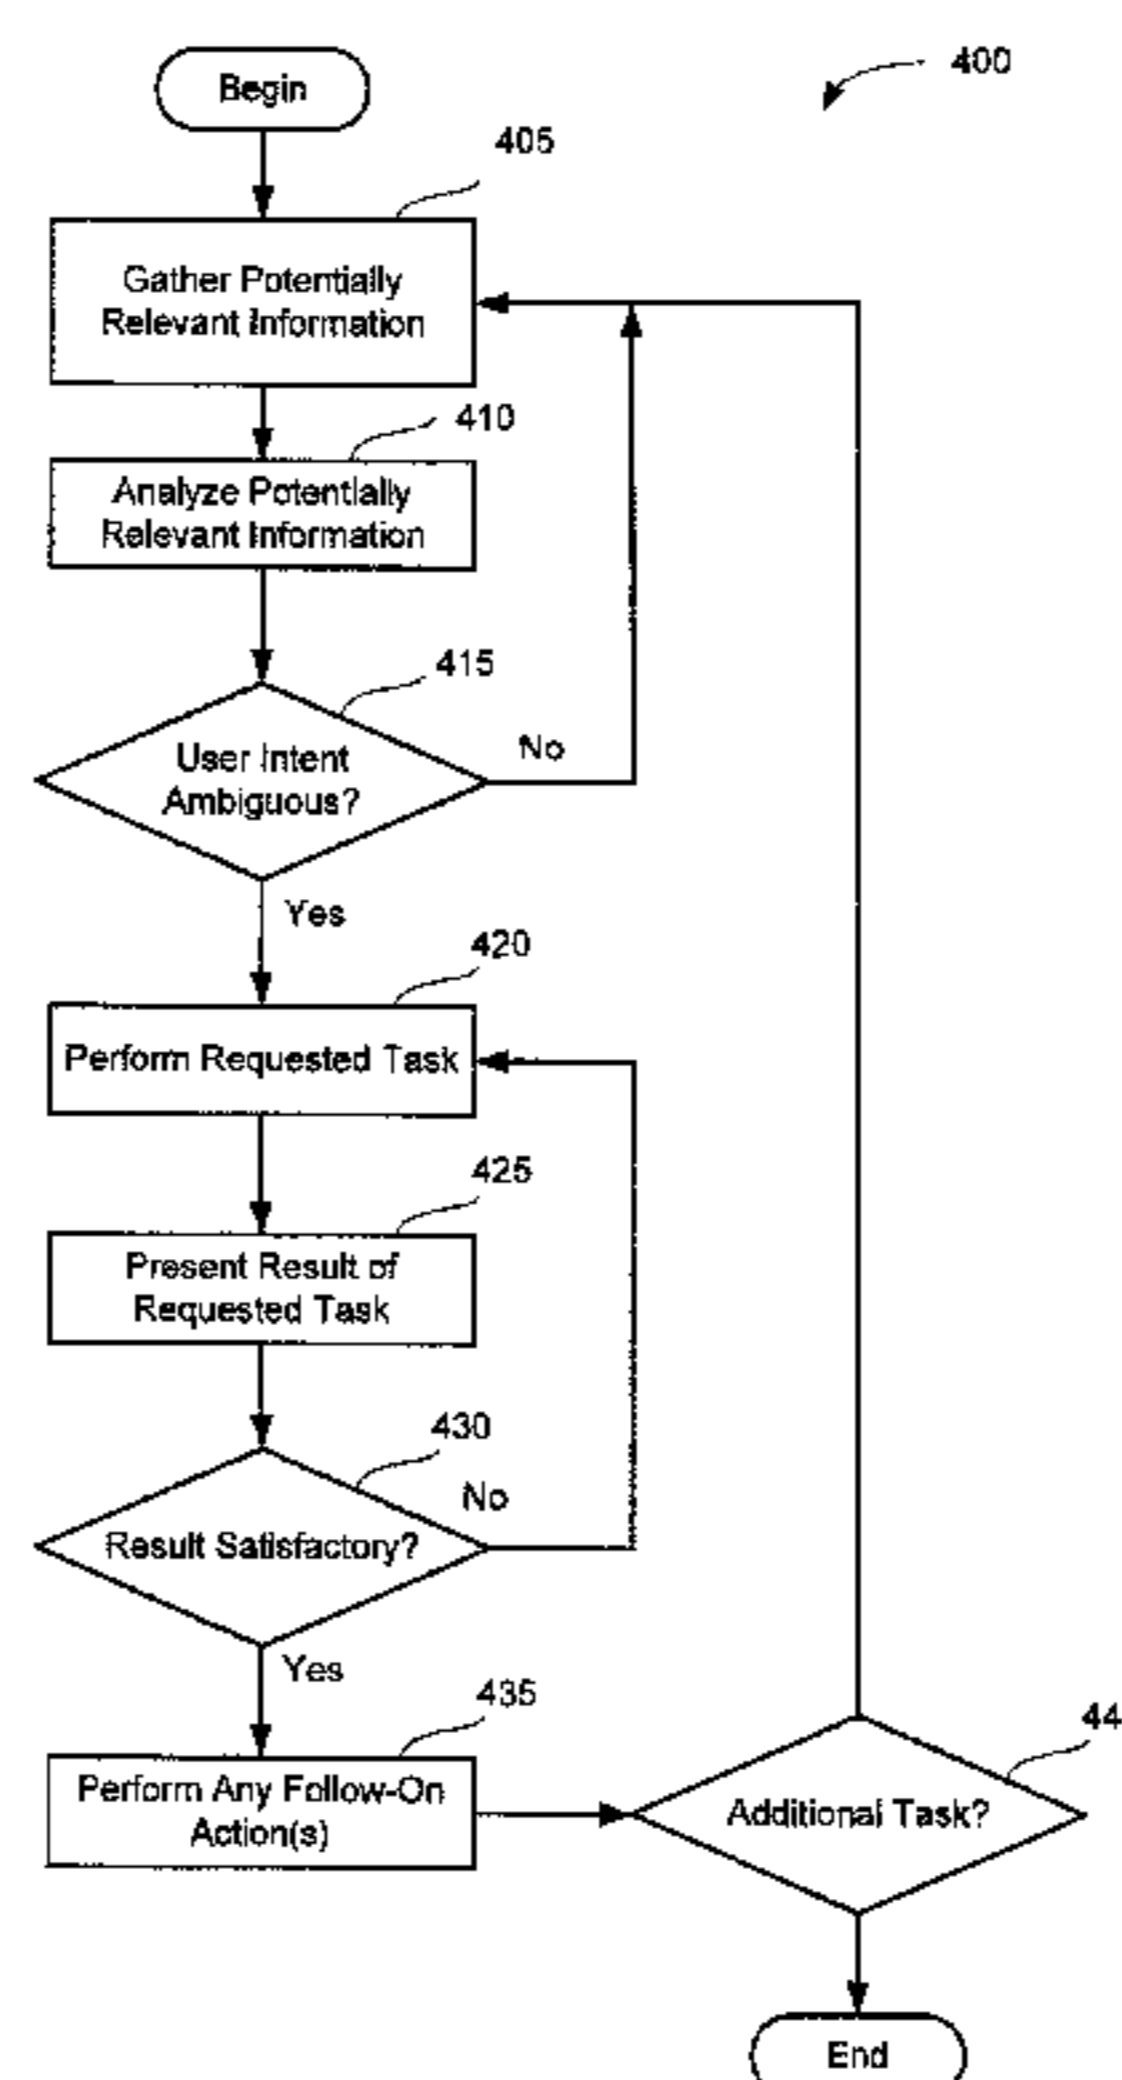 Begin
400
405
Gather Potentially
Relevant Information
410
Analyze Potentially
Relevant Information
415
User Intent
Ambiguous?
No
Yes
420
Perform Requested Task
425
Present Result of
Requested Task
430
No
Result Satisfactory?
Yes
435
Perform Any Follow-On
Action(s)
44
Additional Task?
End